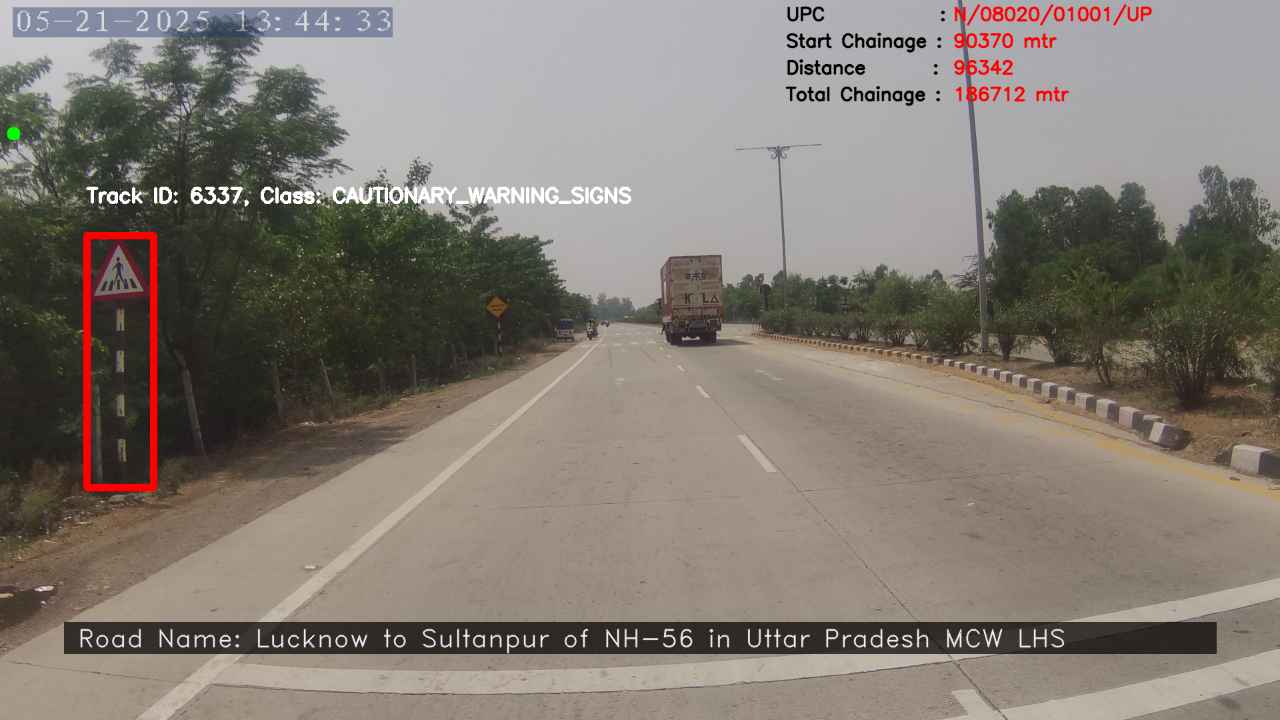 05-21-2025 13:44:33
UPC : N/08020/01001/UP
Start Chainage : 90370 mtr
Distance : 96342
Total Chainage : 186712 mtr
Track ID: 6337, Class: CAUTIONARY_WARNING_SIGNS
Road Name: Lucknow to Sultanpur of NH-56 in Uttar Pradesh MCW LHS